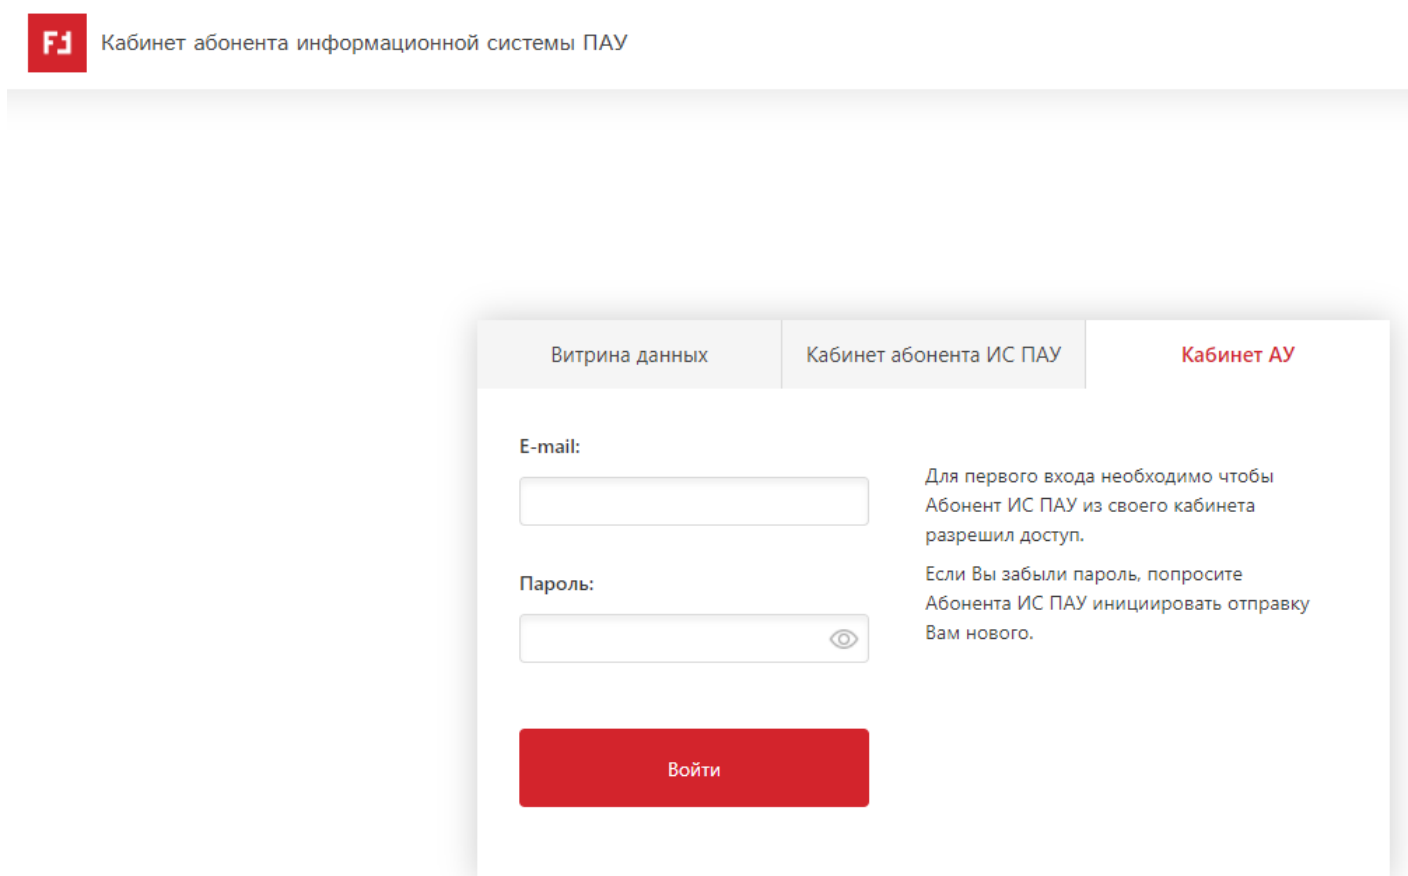 Кабинет абонента информационной системы ПАУ
Витрина данных
Кабинет абонента ИС ПАУ
Кабинет АУ
E-mail:
Для первого входа необходимо чтобы
Абонент ИС ПАУ из своего кабинета
разрешил доступ.
Если Вы забыли пароль, попросите
Абонента ИС ПАУ инициировать отправку
Вам нового.
Пароль:
Войти